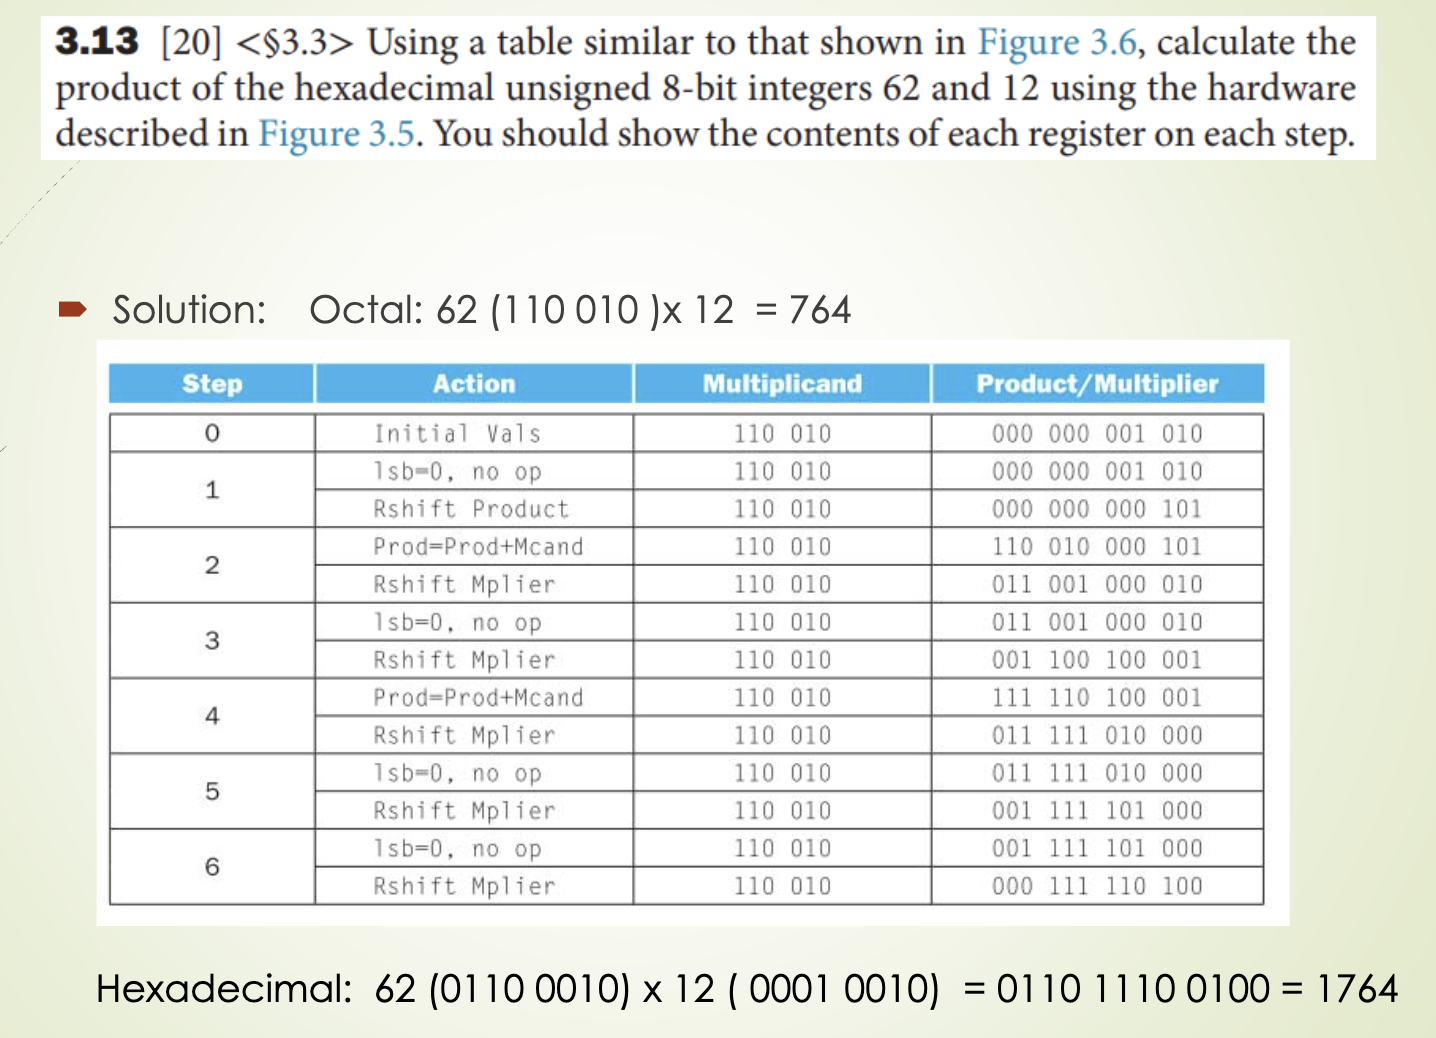 3.13 [20] <§3.3> Using a table similar to that shown in Figure 3.6, calculate the
product of the hexadecimal unsigned 8-bit integers 62 and 12 using the hardware
described in Figure 3.5. You should show the contents of each register on each step.
Solution: Octal: 62 (110 010 )x 12 = 764
Step Action Multiplicand Product/Multiplier
0 Initial Vals 110 010 000 000 001 010
1 lsb=0, no op 110 010 000 000 001 010
Rshift Product 110 010 000 000 000 101
2 Prod=Prod+Mcand 110 010 110 010 000 101
Rshift Mplier 110 010 011 001 000 010
3 lsb=0, no op 110 010 011 001 000 010
Rshift Mplier 110 010 001 100 100 001
4 Prod=Prod+Mcand 110 010 111 110 100 001
Rshift Mplier 110 010 011 111 010 000
5 lsb=0, no op 110 010 011 111 010 000
Rshift Mplier 110 010 001 111 101 000
6 lsb=0, no op 110 010 001 111 101 000
Rshift Mplier 110 010 000 111 110 100
Hexadecimal: 62 (0110 0010) x 12 ( 0001 0010) = 0110 1110 0100 = 1764